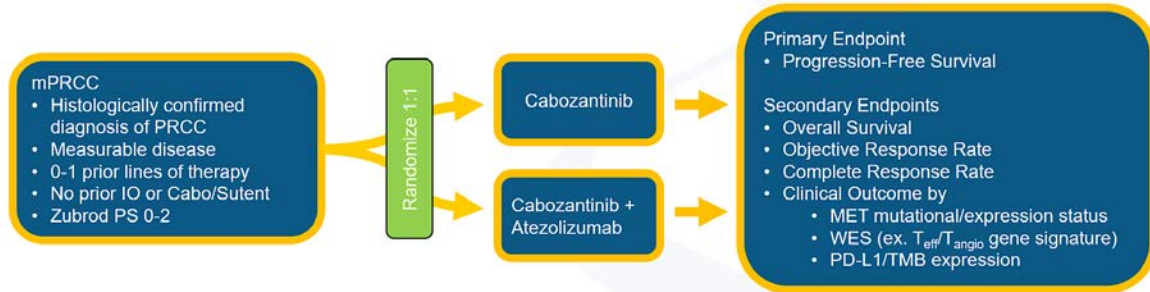 mPRCC
• Histologically confirmed
diagnosis of PRCC
• Measurable disease
• 0-1 prior lines of therapy
• No prior IO or Cabo/Sutent
• Zubrod PS 0-2
Randomize 1:1
Cabozantinib
Cabozantinib +
Atezolizumab
Primary Endpoint
• Progression-Free Survival
Secondary Endpoints
• Overall Survival
• Objective Response Rate
• Complete Response Rate
• Clinical Outcome by
• MET mutational/expression status
• WES (ex. Teff/Tangio gene signature)
• PD-L1/TMB expression